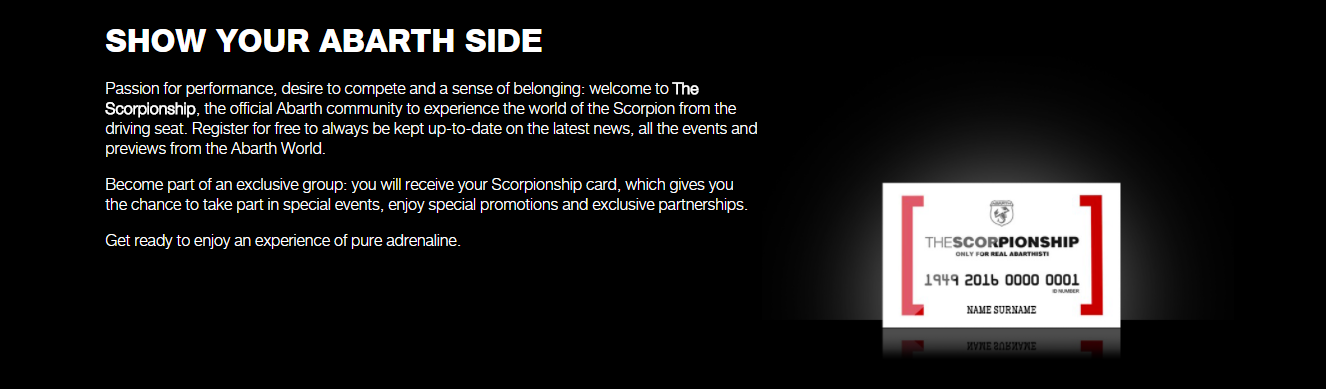 SHOW YOUR ABARTH SIDE
Passion for performance, desire to compete and a sense of belonging: welcome to The
Scorpionship, the official Abarth community to experience the world of the Scorpion from the
driving seat. Register for free to always be kept up-to-date on the latest news, all the events and
previews from the Abarth World.
Become part of an exclusive group: you will receive your Scorpionship card, which gives you
the chance to take part in special events, enjoy special promotions and exclusive partnerships.
Get ready to enjoy an experience of pure adrenaline.
THESCORPIONSHIP
ONLY FOR REAL ABARTHISTI
1949 2016 0000 0001
ID NUMBER
NAME SURNAME